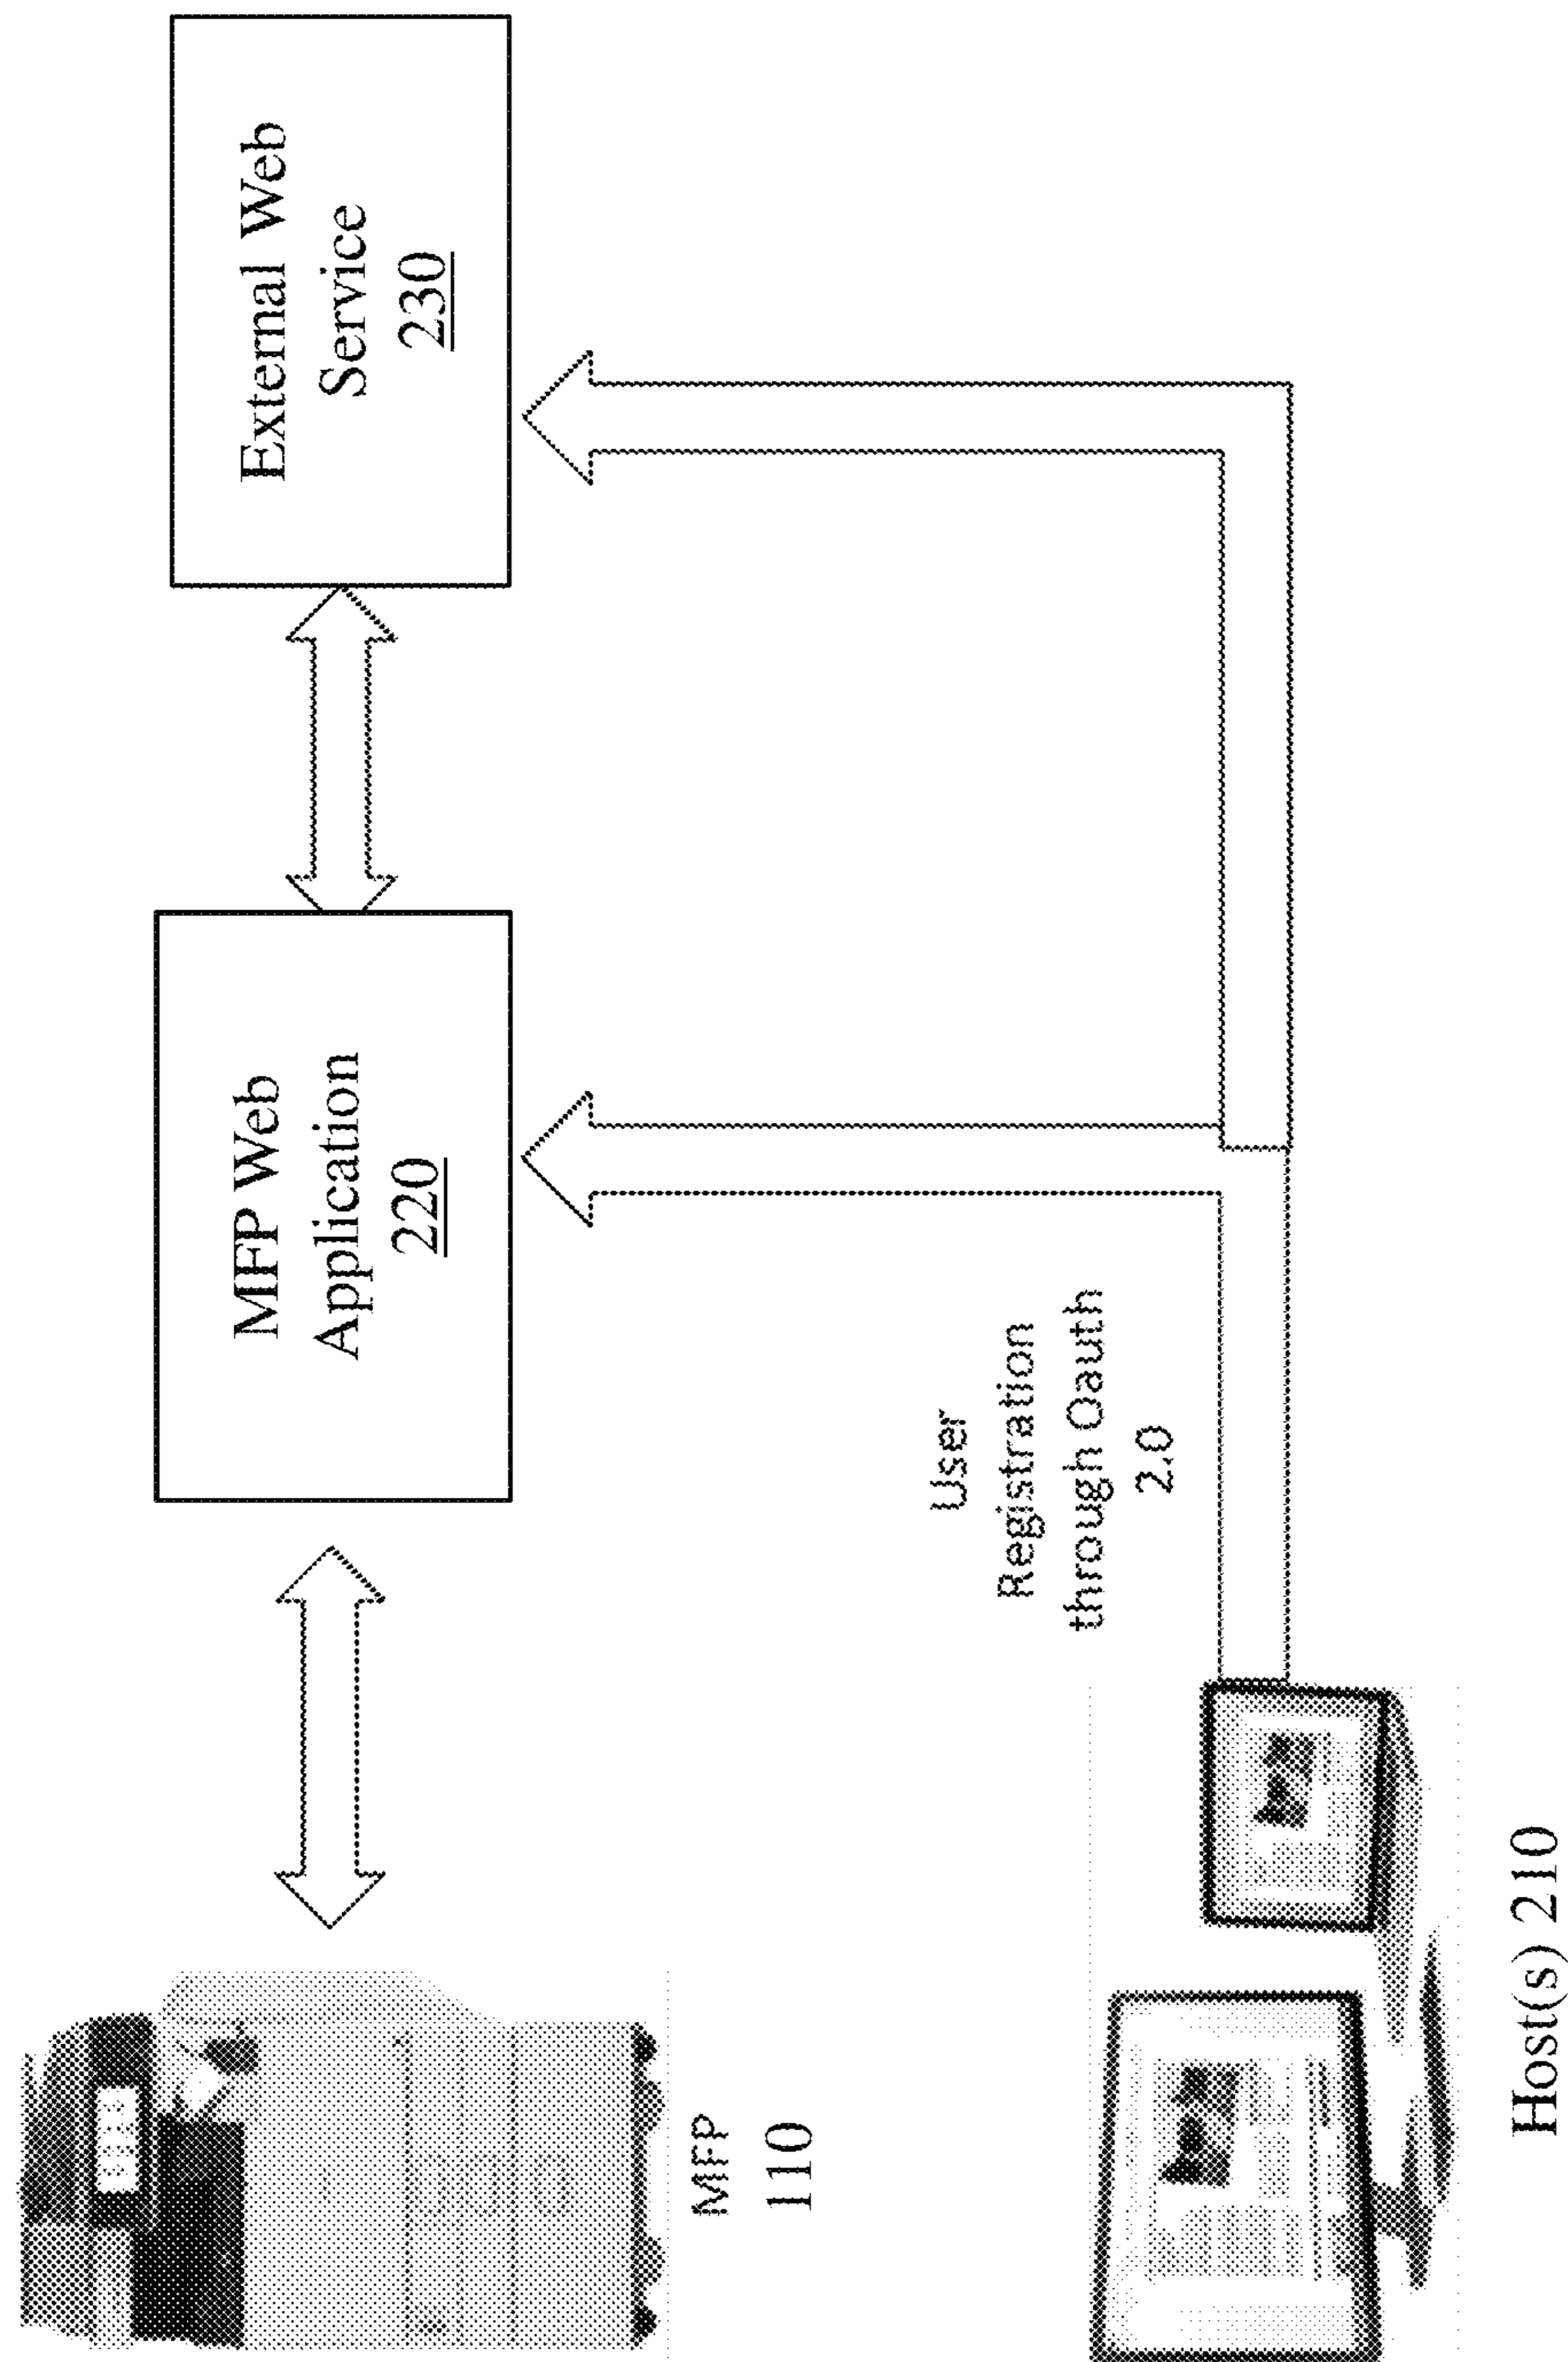 MFP
110
MFP Web
Application
220
External Web
Service
230
User
Registration
through Oauth
2.0
Host(s) 210